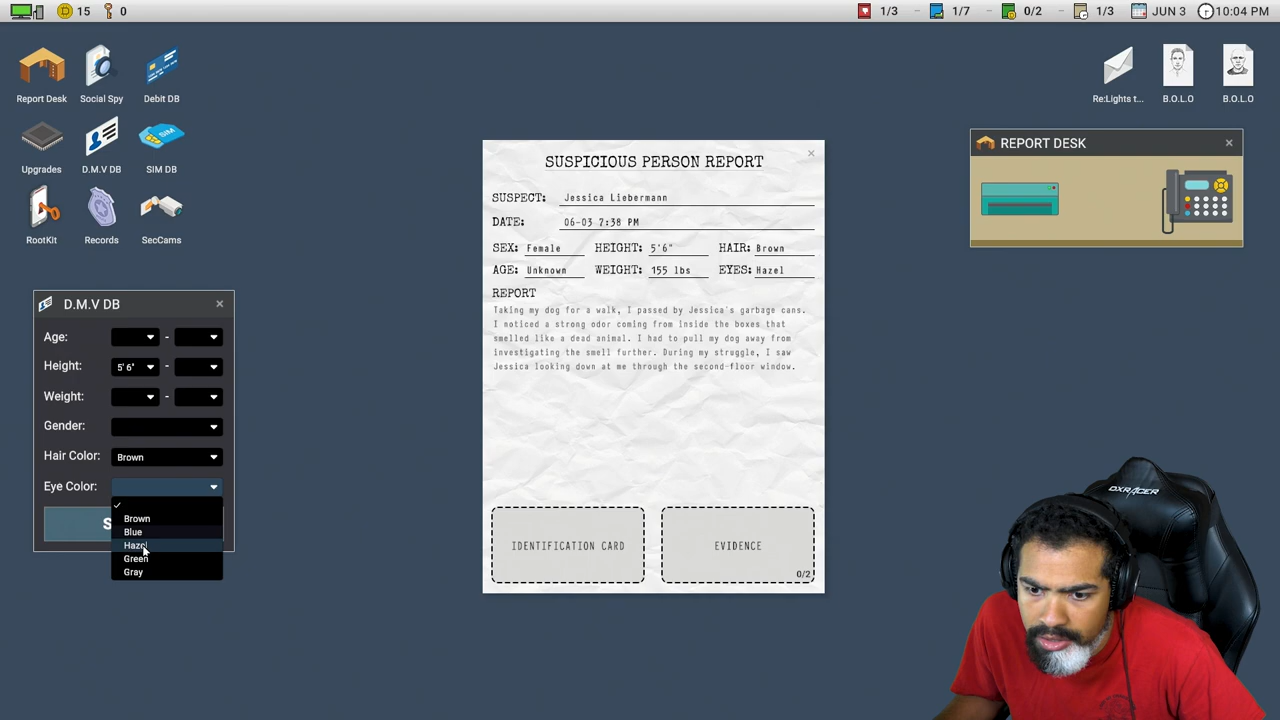 15
0
1/3
1/7
0/2
1/3
JUN 3
10:04 PM
Report Desk
Social Spy
Debit DB
Re:Lights t...
B.O.L.O
B.O.L.O
Upgrades
D.M.V DB
SIM DB
RootKit
Records
SecCams
REPORT DESK
SUSPICIOUS PERSON REPORT
SUSPECT: Jessica Liebermann
DATE: 06-03 7:38 PM
SEX: Female HEIGHT: 5'6" HAIR: Brown
AGE: Unknown WEIGHT: 155 lbs EYES: Hazel
REPORT
Taking my dog for a walk, I passed by Jessica's garbage cans.
I noticed a strong odor coming from inside the boxes that
smelled like a dead animal. I had to pull my dog away from
investigating the smell further. During my struggle, I saw
Jessica looking down at me through the second-floor window.
IDENTIFICATION CARD
EVIDENCE
0/2
D.M.V DB
Age: -
Height: 5' 6" -
Weight: -
Gender:
Hair Color: Brown
Eye Color:
Brown
Blue
Hazel
Green
Gray
DXRACER